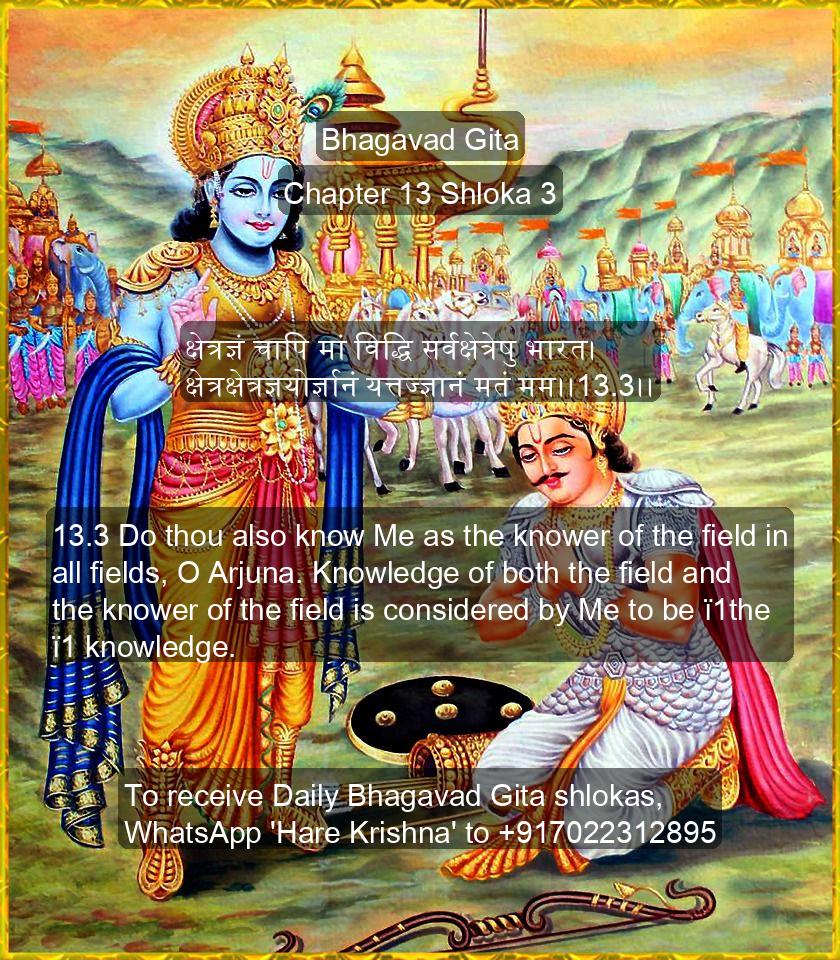 Bhagavad Gita
Chapter 13 Shloka 3
क्षेत्रज्ञं चापि मां विद्धि सर्वक्षेत्रेषु भारत।
क्षेत्रक्षेत्रज्ञयोर्ज्ञानं यत्तज्ज्ञानं मतं मम।।13.3।।
13.3 Do thou also know Me as the knower of the field in
all fields, O Arjuna. Knowledge of both the field and
the knower of the field is considered by Me to be ï1the
ï1 knowledge.
To receive Daily Bhagavad Gita shlokas,
WhatsApp 'Hare Krishna' to +917022312895